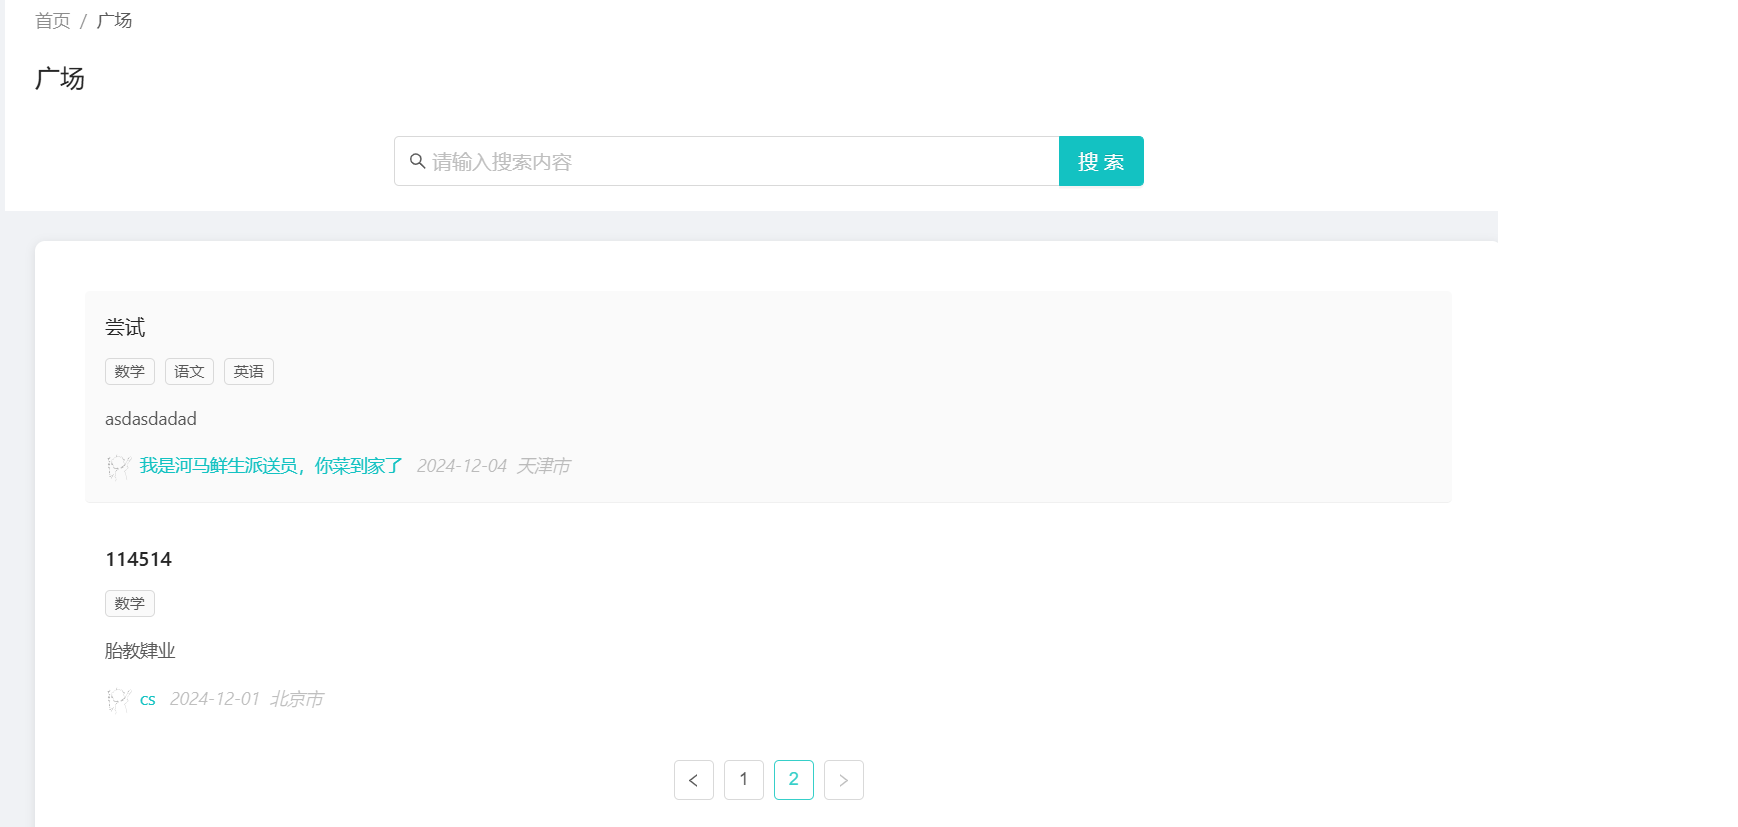 首页 / 广场
广场
请输入搜索内容 搜 索
尝试
数学 语文 英语
asdasdadad
我是河马鲜生派送员，你菜到家了 2024-12-04 天津市
114514
数学
胎教肄业
cs 2024-12-01 北京市
< 1 2 >